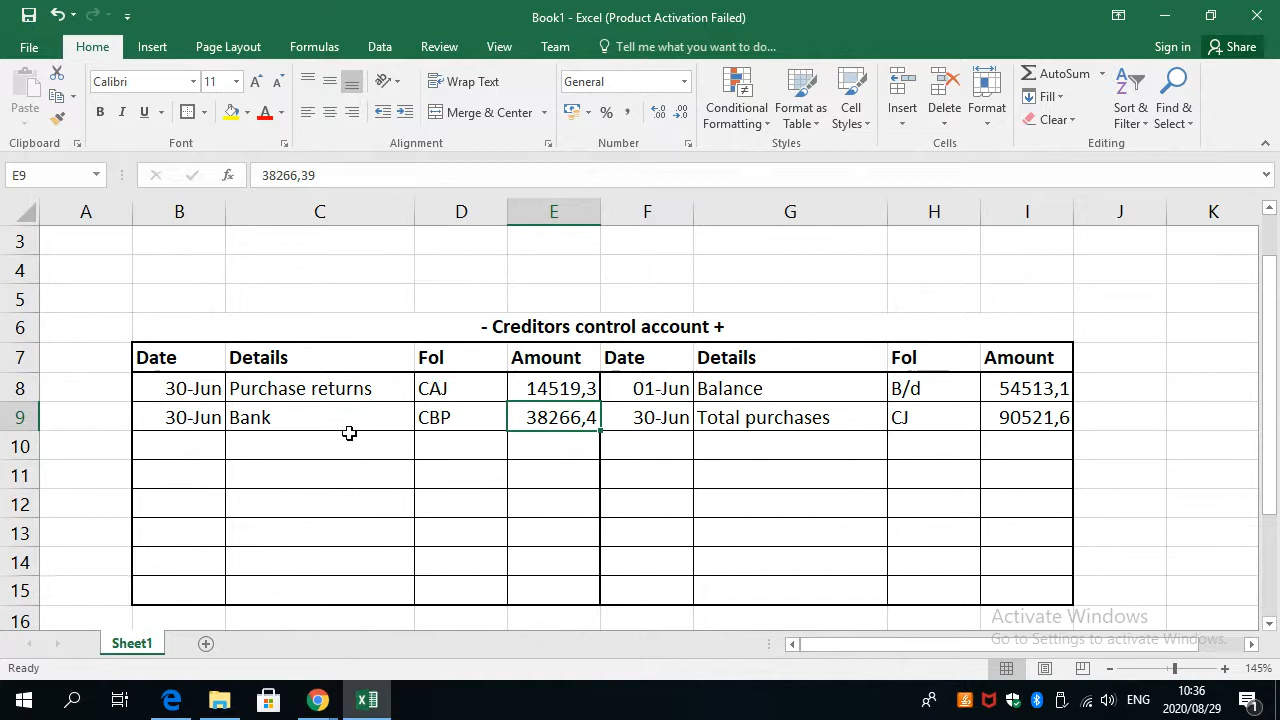 Book1 - Excel (Product Activation Failed)
File Home Insert Page Layout Formulas Data Review View Team Tell me what you want to do... Sign in Share
Calibri 11 Wrap Text General AutoSum
Paste Fill
B I U Merge & Center % , Conditional Formatting Format as Table Cell Styles Insert Delete Format Clear Sort & Filter Find & Select
Clipboard Font Alignment Number Styles Cells Editing
E9 fx 38266,39
A B C D E F G H I J K
3
4
5
6 - Creditors control account +
7 Date Details Fol Amount Date Details Fol Amount
8 30-Jun Purchase returns CAJ 14519,3 01-Jun Balance B/d 54513,1
9 30-Jun Bank CBP 38266,4 30-Jun Total purchases CJ 90521,6
10
11
12
13
14
15
16
Activate Windows
Go to Settings to activate Windows.
Sheet1
Ready 145%
ENG 10:36
2020/08/29 1